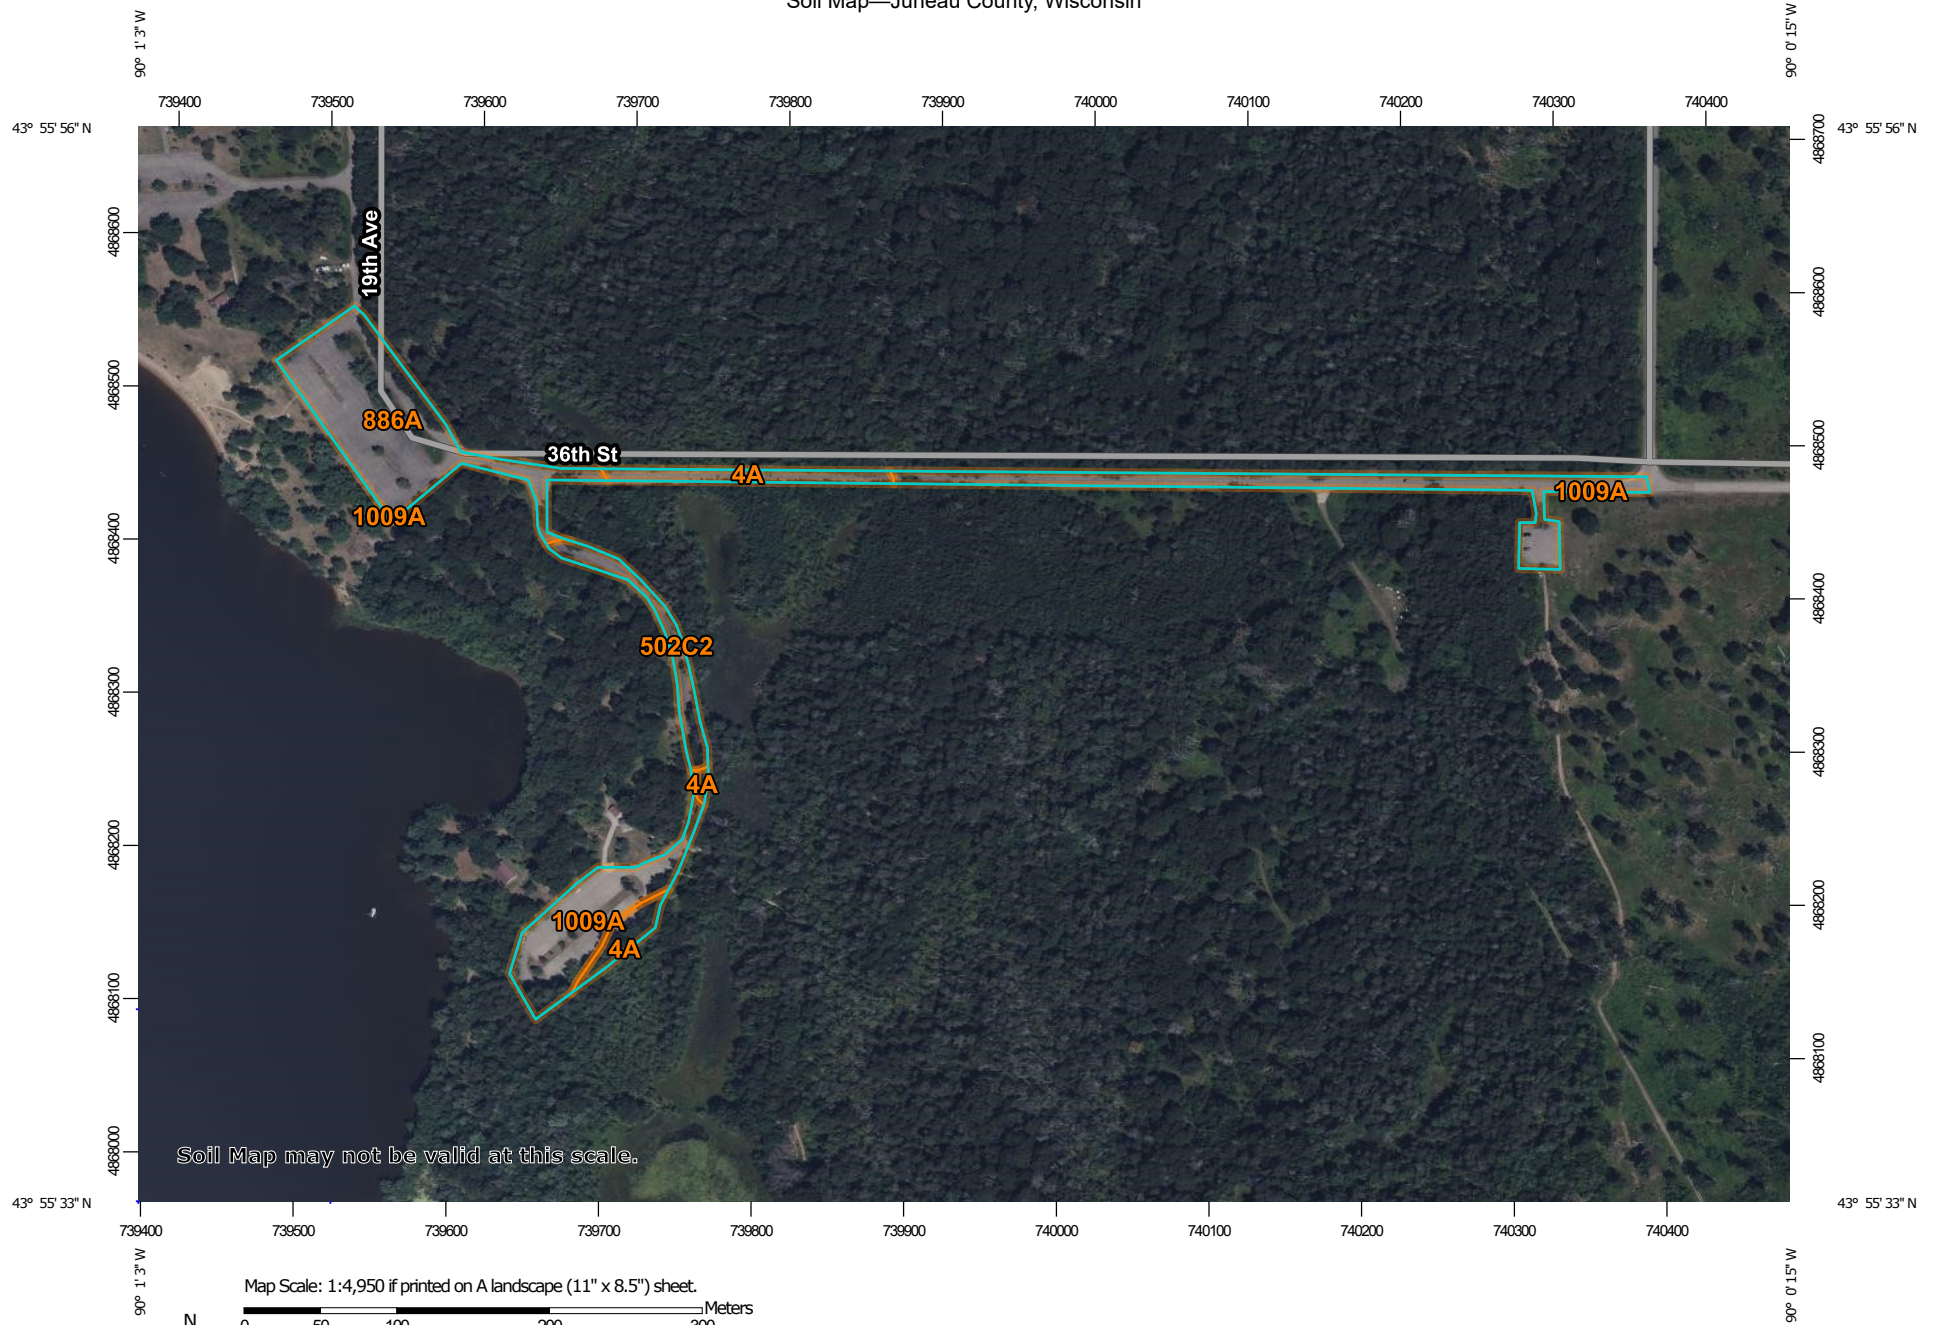 Soil Map—Juneau County, Wisconsin
90° 1' 3'' W
90° 0' 15'' W
739400 739500 739600 739700 739800 739900 740000 740100 740200 740300 740400
43° 55' 56'' N
43° 55' 56'' N
4868700
4868600
4868600
4868500
4868500
4868400
4868400
4868300
4868300
4868200
4868200
4868100
4868100
4868000
19th Ave
886A
36th St
4A
1009A
1009A
502C2
4A
1009A
4A
Soil Map may not be valid at this scale.
43° 55' 33'' N
43° 55' 33'' N
739400 739500 739600 739700 739800 739900 740000 740100 740200 740300 740400
90° 1' 3'' W
90° 0' 15'' W
Map Scale: 1:4,950 if printed on A landscape (11" x 8.5") sheet.
Meters
N
0 50 100 200 300